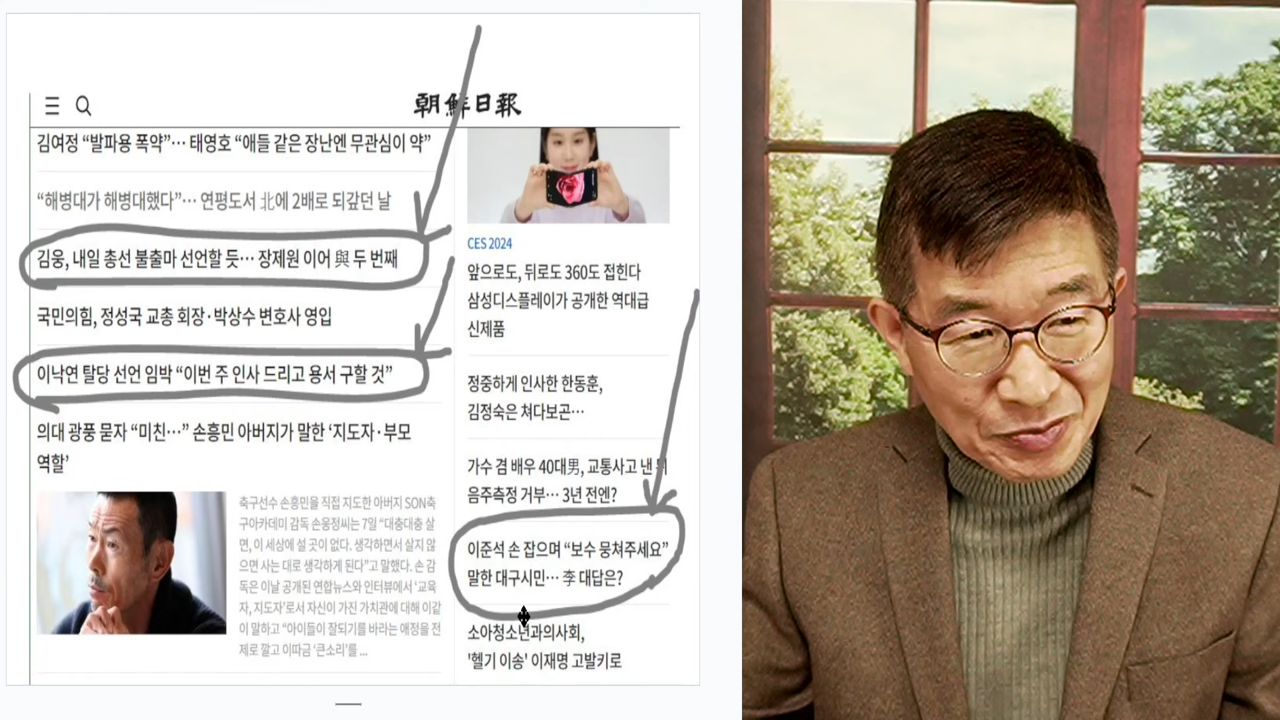 朝鮮日報
김여정 “발파용 폭약”… 태영호 “애들 같은 장난엔 무관심이 약”
“해병대가 해병대했다”… 연평도서 北에 2배로 되갚던 날
김웅, 내일 총선 불출마 선언할 듯… 장제원 이어 與 두 번째
국민의힘, 정성국 교총 회장·박상수 변호사 영입
이낙연 탈당 선언 임박 “이번 주 인사 드리고 용서 구할 것”
의대 광풍 묻자 “미친…” 손흥민 아버지가 말한 ‘지도자·부모
역할’
축구선수 손흥민을 직접 지도한 아버지 SON축
구아카데미 감독 손웅정씨는 7일 “대충대충 살
면, 이 세상에 설 곳이 없다. 생각하면서 살지 않
으면 사는 대로 생각하게 된다”고 말했다. 손 감
독은 이날 공개된 연합뉴스와 인터뷰에서 ‘교육
자, 지도자’로서 자신이 가진 가치관에 대해 이같
이 말하고 “아이들이 잘되기를 바라는 애정을 전
제로 깔고 이따금 ‘큰소리’를 ...
CES 2024
앞으로도, 뒤로도 360도 접힌다
삼성디스플레이가 공개한 역대급
신제품
정중하게 인사한 한동훈,
김정숙은 쳐다보곤…
가수 겸 배우 40대男, 교통사고 낸 뒤
음주측정 거부… 3년 전엔?
이준석 손 잡으며 “보수 뭉쳐주세요”
말한 대구시민… 李 대답은?
소아청소년과의사회,
'헬기 이송' 이재명 고발키로